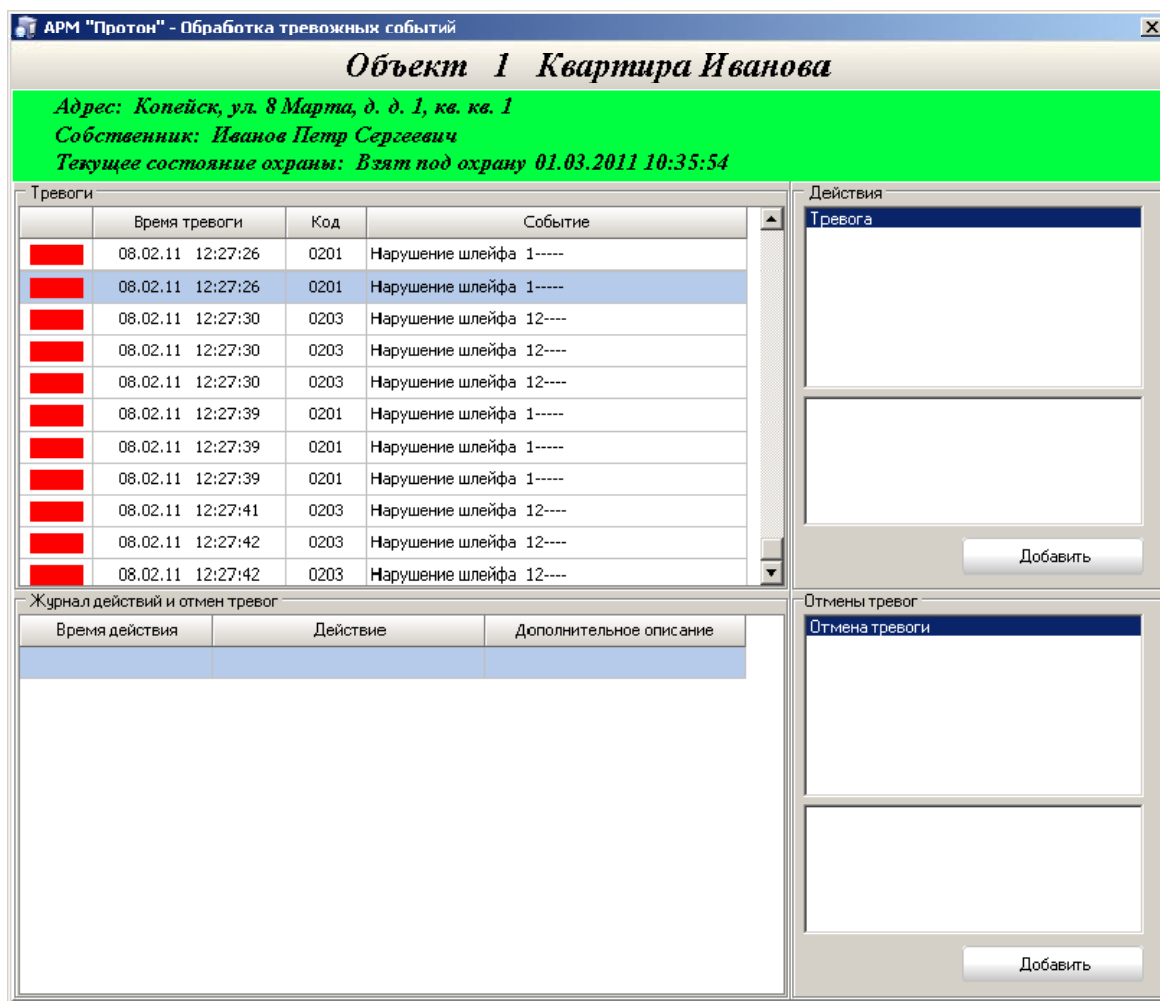 АРМ "Протон" - Обработка тревожных событий
Объект 1 Квартира Иванова
Адрес: Копейск, ул. 8 Марта, д. д. 1, кв. кв. 1
Собственник: Иванов Петр Сергеевич
Текущее состояние охраны: Взят под охрану 01.03.2011 10:35:54
Тревоги
Время тревоги Код Событие
08.02.11 12:27:26 0201 Нарушение шлейфа 1-----
08.02.11 12:27:26 0201 Нарушение шлейфа 1-----
08.02.11 12:27:30 0203 Нарушение шлейфа 12----
08.02.11 12:27:30 0203 Нарушение шлейфа 12----
08.02.11 12:27:30 0203 Нарушение шлейфа 12----
08.02.11 12:27:39 0201 Нарушение шлейфа 1-----
08.02.11 12:27:39 0201 Нарушение шлейфа 1-----
08.02.11 12:27:39 0201 Нарушение шлейфа 1-----
08.02.11 12:27:41 0203 Нарушение шлейфа 12----
08.02.11 12:27:42 0203 Нарушение шлейфа 12----
08.02.11 12:27:42 0203 Нарушение шлейфа 12----
Действия
Тревога
Добавить
Журнал действий и отмен тревог
Время действия Действие Дополнительное описание
Отмены тревог
Отмена тревоги
Добавить